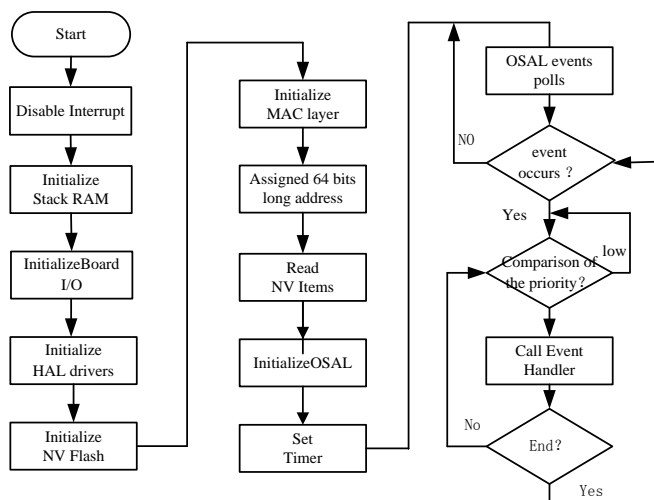 Start
Disable Interrupt
Initialize
Stack RAM
InitializeBoard
I/O
Initialize
HAL drivers
Initialize
NV Flash
Initialize
MAC layer
Assigned 64 bits
long address
Read
NV Items
InitializeOSAL
Set
Timer
OSAL events
polls
NO
event
occurs ?
Yes
low
Comparison of
the priority?
Call Event
Handler
No
End?
Yes